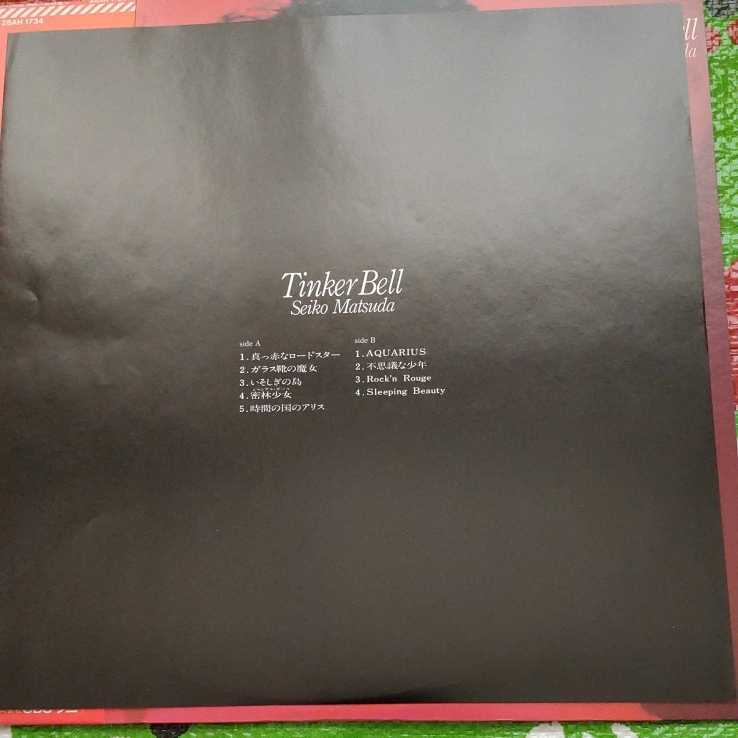 28AH 1734
ell
da
Tinker Bell
Seiko Matsuda
side A
1. 真っ赤なロードスター
2. ガラス靴の魔女
3. いそしぎの島
4. 密林少女
5. 時間の国のアリス
side B
1. AQUARIUS
2. 不思議な少年
3. Rock'n Rouge
4. Sleeping Beauty